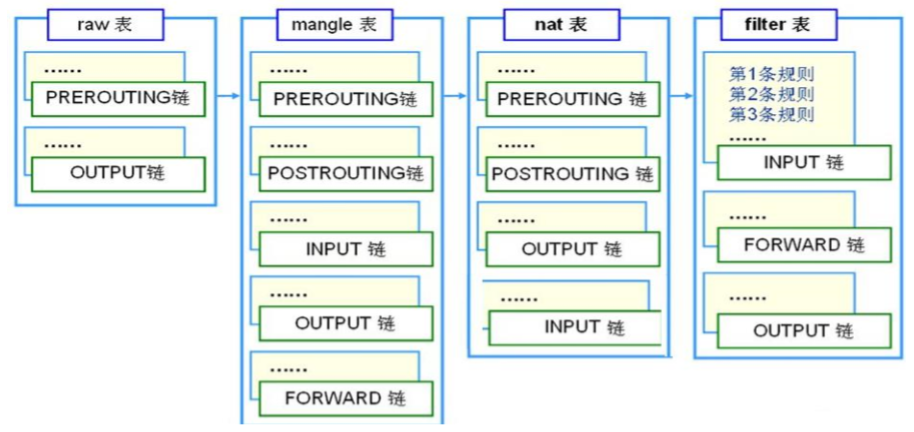 raw 表
……
PREROUTING链
……
OUTPUT链
mangle 表
……
PREROUTING链
……
POSTROUTING链
……
INPUT 链
……
OUTPUT 链
……
FORWARD 链
nat 表
……
PREROUTING 链
……
POSTROUTING 链
……
OUTPUT 链
……
INPUT 链
filter 表
第1条规则
第2条规则
第3条规则
……
INPUT 链
……
FORWARD 链
……
OUTPUT 链